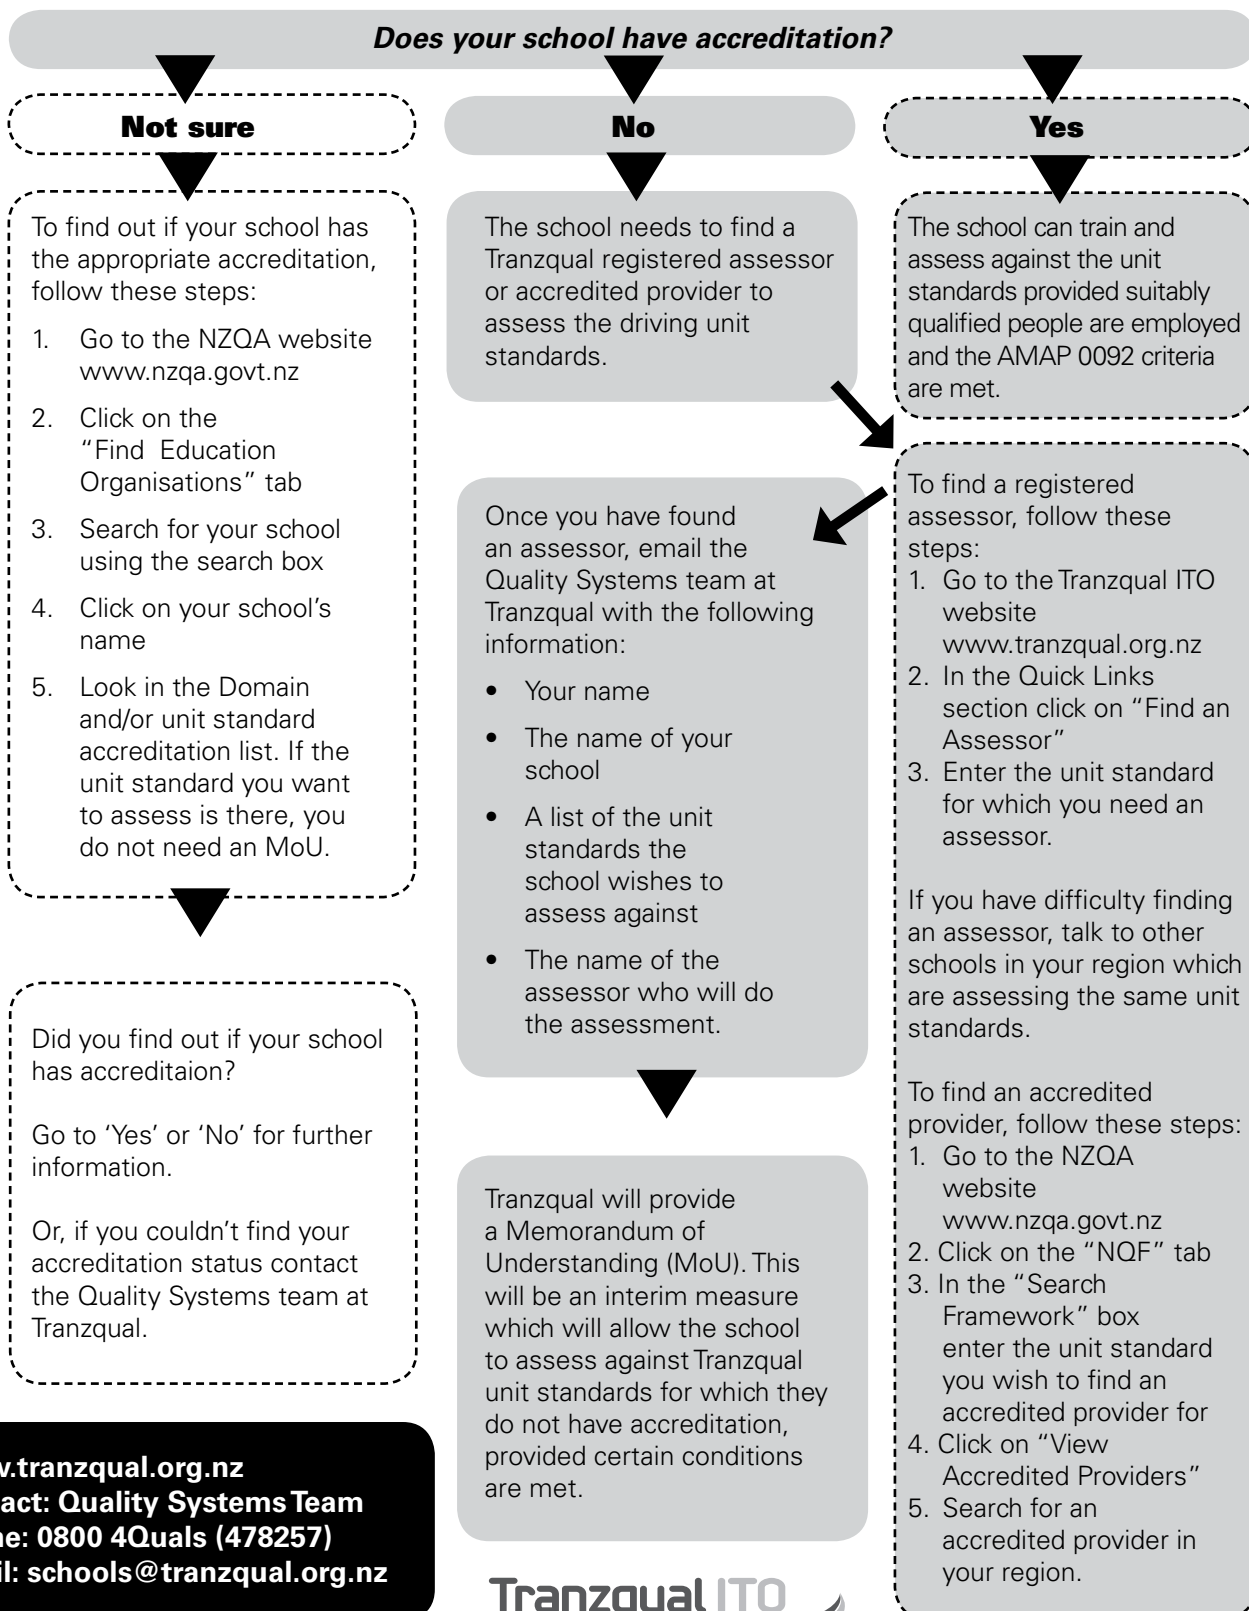 Does your school have accreditation?
Not sure
To find out if your school has
the appropriate accreditation,
follow these steps:
1. Go to the NZQA website
www.nzqa.govt.nz
2. Click on the
“Find Education
Organisations” tab
3. Search for your school
using the search box
4. Click on your school’s
name
5. Look in the Domain
and/or unit standard
accreditation list. If the
unit standard you want
to assess is there, you
do not need an MoU.
Did you find out if your school
has accreditaion?
Go to ‘Yes’ or ‘No’ for further
information.
Or, if you couldn’t find your
accreditation status contact
the Quality Systems team at
Tranzqual.
No
The school needs to find a
Tranzqual registered assessor
or accredited provider to
assess the driving unit
standards.
Once you have found
an assessor, email the
Quality Systems team at
Tranzqual with the following
information:
• Your name
• The name of your
school
• A list of the unit
standards the
school wishes to
assess against
• The name of the
assessor who will do
the assessment.
Tranzqual will provide
a Memorandum of
Understanding (MoU). This
will be an interim measure
which will allow the school
to assess against Tranzqual
unit standards for which they
do not have accreditation,
provided certain conditions
are met.
Yes
The school can train and
assess against the unit
standards provided suitably
qualified people are employed
and the AMAP 0092 criteria
are met.
To find a registered
assessor, follow these
steps:
1. Go to the Tranzqual ITO
website
www.tranzqual.org.nz
2. In the Quick Links
section click on “Find an
Assessor”
3. Enter the unit standard
for which you need an
assessor.
If you have difficulty finding
an assessor, talk to other
schools in your region which
are assessing the same unit
standards.
To find an accredited
provider, follow these steps:
1. Go to the NZQA
website
www.nzqa.govt.nz
2. Click on the “NQF” tab
3. In the “Search
Framework” box
enter the unit standard
you wish to find an
accredited provider for
4. Click on “View
Accredited Providers”
5. Search for an
accredited provider in
your region.
.tranzqual.org.nz
act: Quality Systems Team
ne: 0800 4Quals (478257)
il: schools@tranzqual.org.nz
Tranzqual ITO